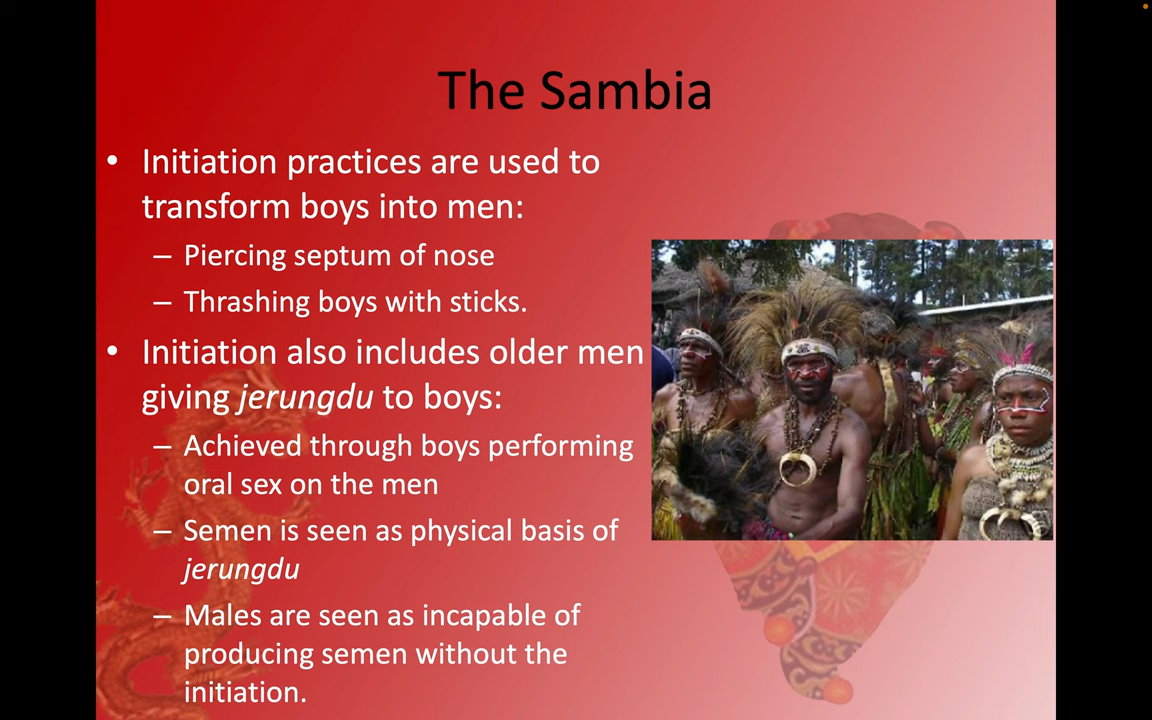 The Sambia
• Initiation practices are used to
transform boys into men:
– Piercing septum of nose
– Thrashing boys with sticks.
• Initiation also includes older men
giving jerungdu to boys:
– Achieved through boys performing
oral sex on the men
– Semen is seen as physical basis of
jerungdu
– Males are seen as incapable of
producing semen without the
initiation.